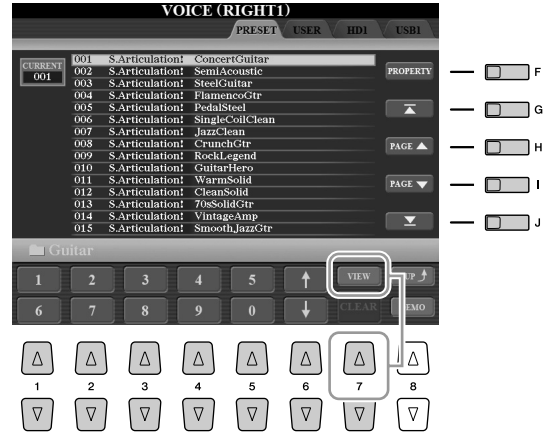 VOICE (RIGHT1)
PRESET USER HD1 USB1
CURRENT
001
001 S.Articulation! ConcertGuitar
002 S.Articulation! SemiAcoustic
003 S.Articulation! SteelGuitar
004 S.Articulation! FlamencoGtr
005 S.Articulation! PedalSteel
006 S.Articulation! SingleCoilClean
007 S.Articulation! JazzClean
008 S.Articulation! CrunchGtr
009 S.Articulation! RockLegend
010 S.Articulation! GuitarHero
011 S.Articulation! WarmSolid
012 S.Articulation! CleanSolid
013 S.Articulation! 70sSolidGtr
014 S.Articulation! VintageAmp
015 S.Articulation! SmoothJazzGtr
PROPERTY
PAGE
PAGE
F
G
H
I
J
Guitar
1 2 3 4 5 VIEW UP
6 7 8 9 0 CLEAR DEMO
1 2 3 4 5 6 7 8